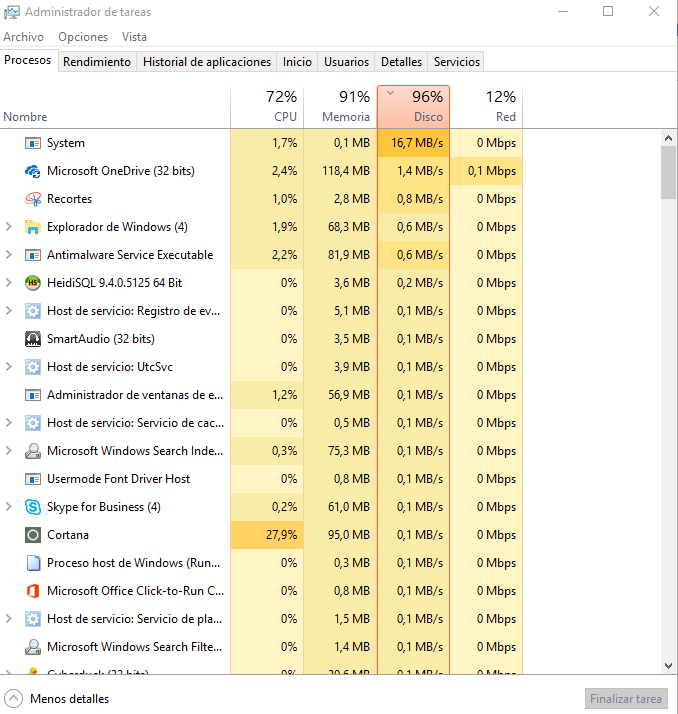 Administrador de tareas
Archivo Opciones Vista
Procesos Rendimiento Historial de aplicaciones Inicio Usuarios Detalles Servicios
72% 91% 96% 12%
Nombre CPU Memoria Disco Red
System 1,7% 0,1 MB 16,7 MB/s 0 Mbps
Microsoft OneDrive (32 bits) 2,4% 118,4 MB 1,4 MB/s 0,1 Mbps
Recortes 1,0% 2,8 MB 0,8 MB/s 0 Mbps
Explorador de Windows (4) 1,9% 68,3 MB 0,6 MB/s 0 Mbps
Antimalware Service Executable 2,2% 81,9 MB 0,6 MB/s 0 Mbps
HeidiSQL 9.4.0.5125 64 Bit 0% 3,6 MB 0,2 MB/s 0 Mbps
Host de servicio: Registro de ev... 0% 5,1 MB 0,1 MB/s 0 Mbps
SmartAudio (32 bits) 0% 3,5 MB 0,1 MB/s 0 Mbps
Host de servicio: UtcSvc 0% 3,9 MB 0,1 MB/s 0 Mbps
Administrador de ventanas de e... 1,2% 56,9 MB 0,1 MB/s 0 Mbps
Host de servicio: Servicio de cac... 0% 0,5 MB 0,1 MB/s 0 Mbps
Microsoft Windows Search Inde... 0,3% 75,3 MB 0,1 MB/s 0 Mbps
Usermode Font Driver Host 0% 0,8 MB 0,1 MB/s 0 Mbps
Skype for Business (4) 0,2% 61,0 MB 0,1 MB/s 0 Mbps
Cortana 27,9% 95,0 MB 0,1 MB/s 0 Mbps
Proceso host de Windows (Run... 0% 0,3 MB 0,1 MB/s 0 Mbps
Microsoft Office Click-to-Run C... 0% 0,8 MB 0,1 MB/s 0 Mbps
Host de servicio: Servicio de pla... 0% 1,5 MB 0,1 MB/s 0 Mbps
Microsoft Windows Search Filte... 0% 1,4 MB 0,1 MB/s 0 Mbps
Cyberduck (32 bits) 0% 0,1 MB/s 0 Mbps
Menos detalles Finalizar tarea